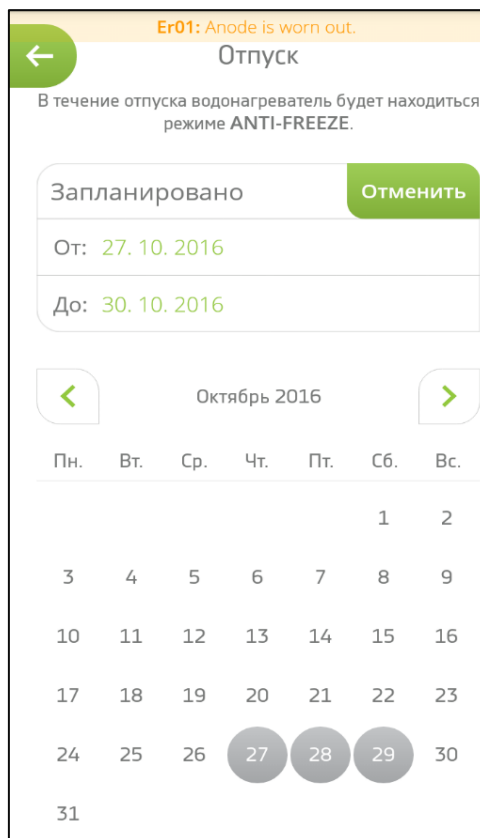 Er01: Anode is worn out.
Отпуск
В течение отпуска водонагреватель будет находиться
режиме ANTI-FREEZE.
Запланировано Отменить
От: 27. 10. 2016
До: 30. 10. 2016
Октябрь 2016
Пн. Вт. Ср. Чт. Пт. Сб. Вс.
1 2
3 4 5 6 7 8 9
10 11 12 13 14 15 16
17 18 19 20 21 22 23
24 25 26 27 28 29 30
31